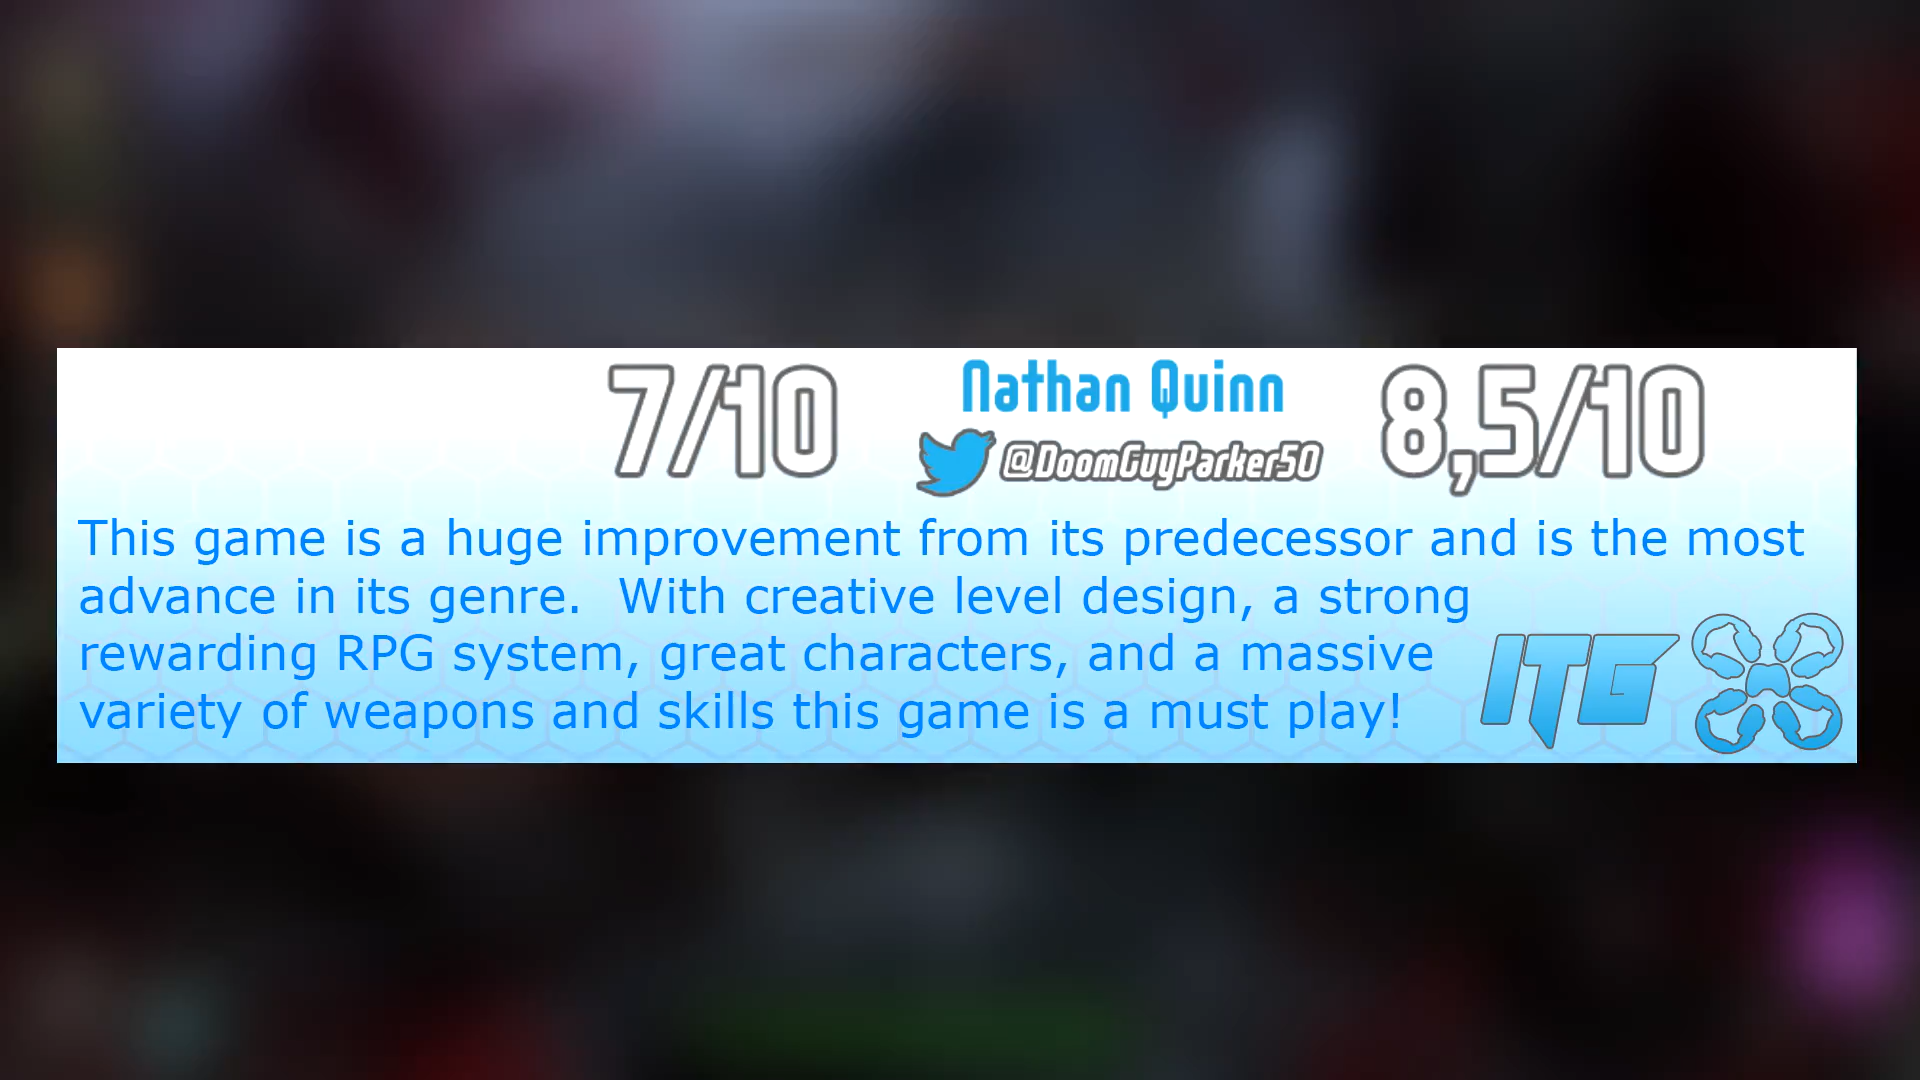 7/10
Nathan Quinn
@DoomGuyParker50
8,5/10
This game is a huge improvement from its predecessor and is the most
advance in its genre.  With creative level design, a strong
rewarding RPG system, great characters, and a massive
variety of weapons and skills this game is a must play!
ITG